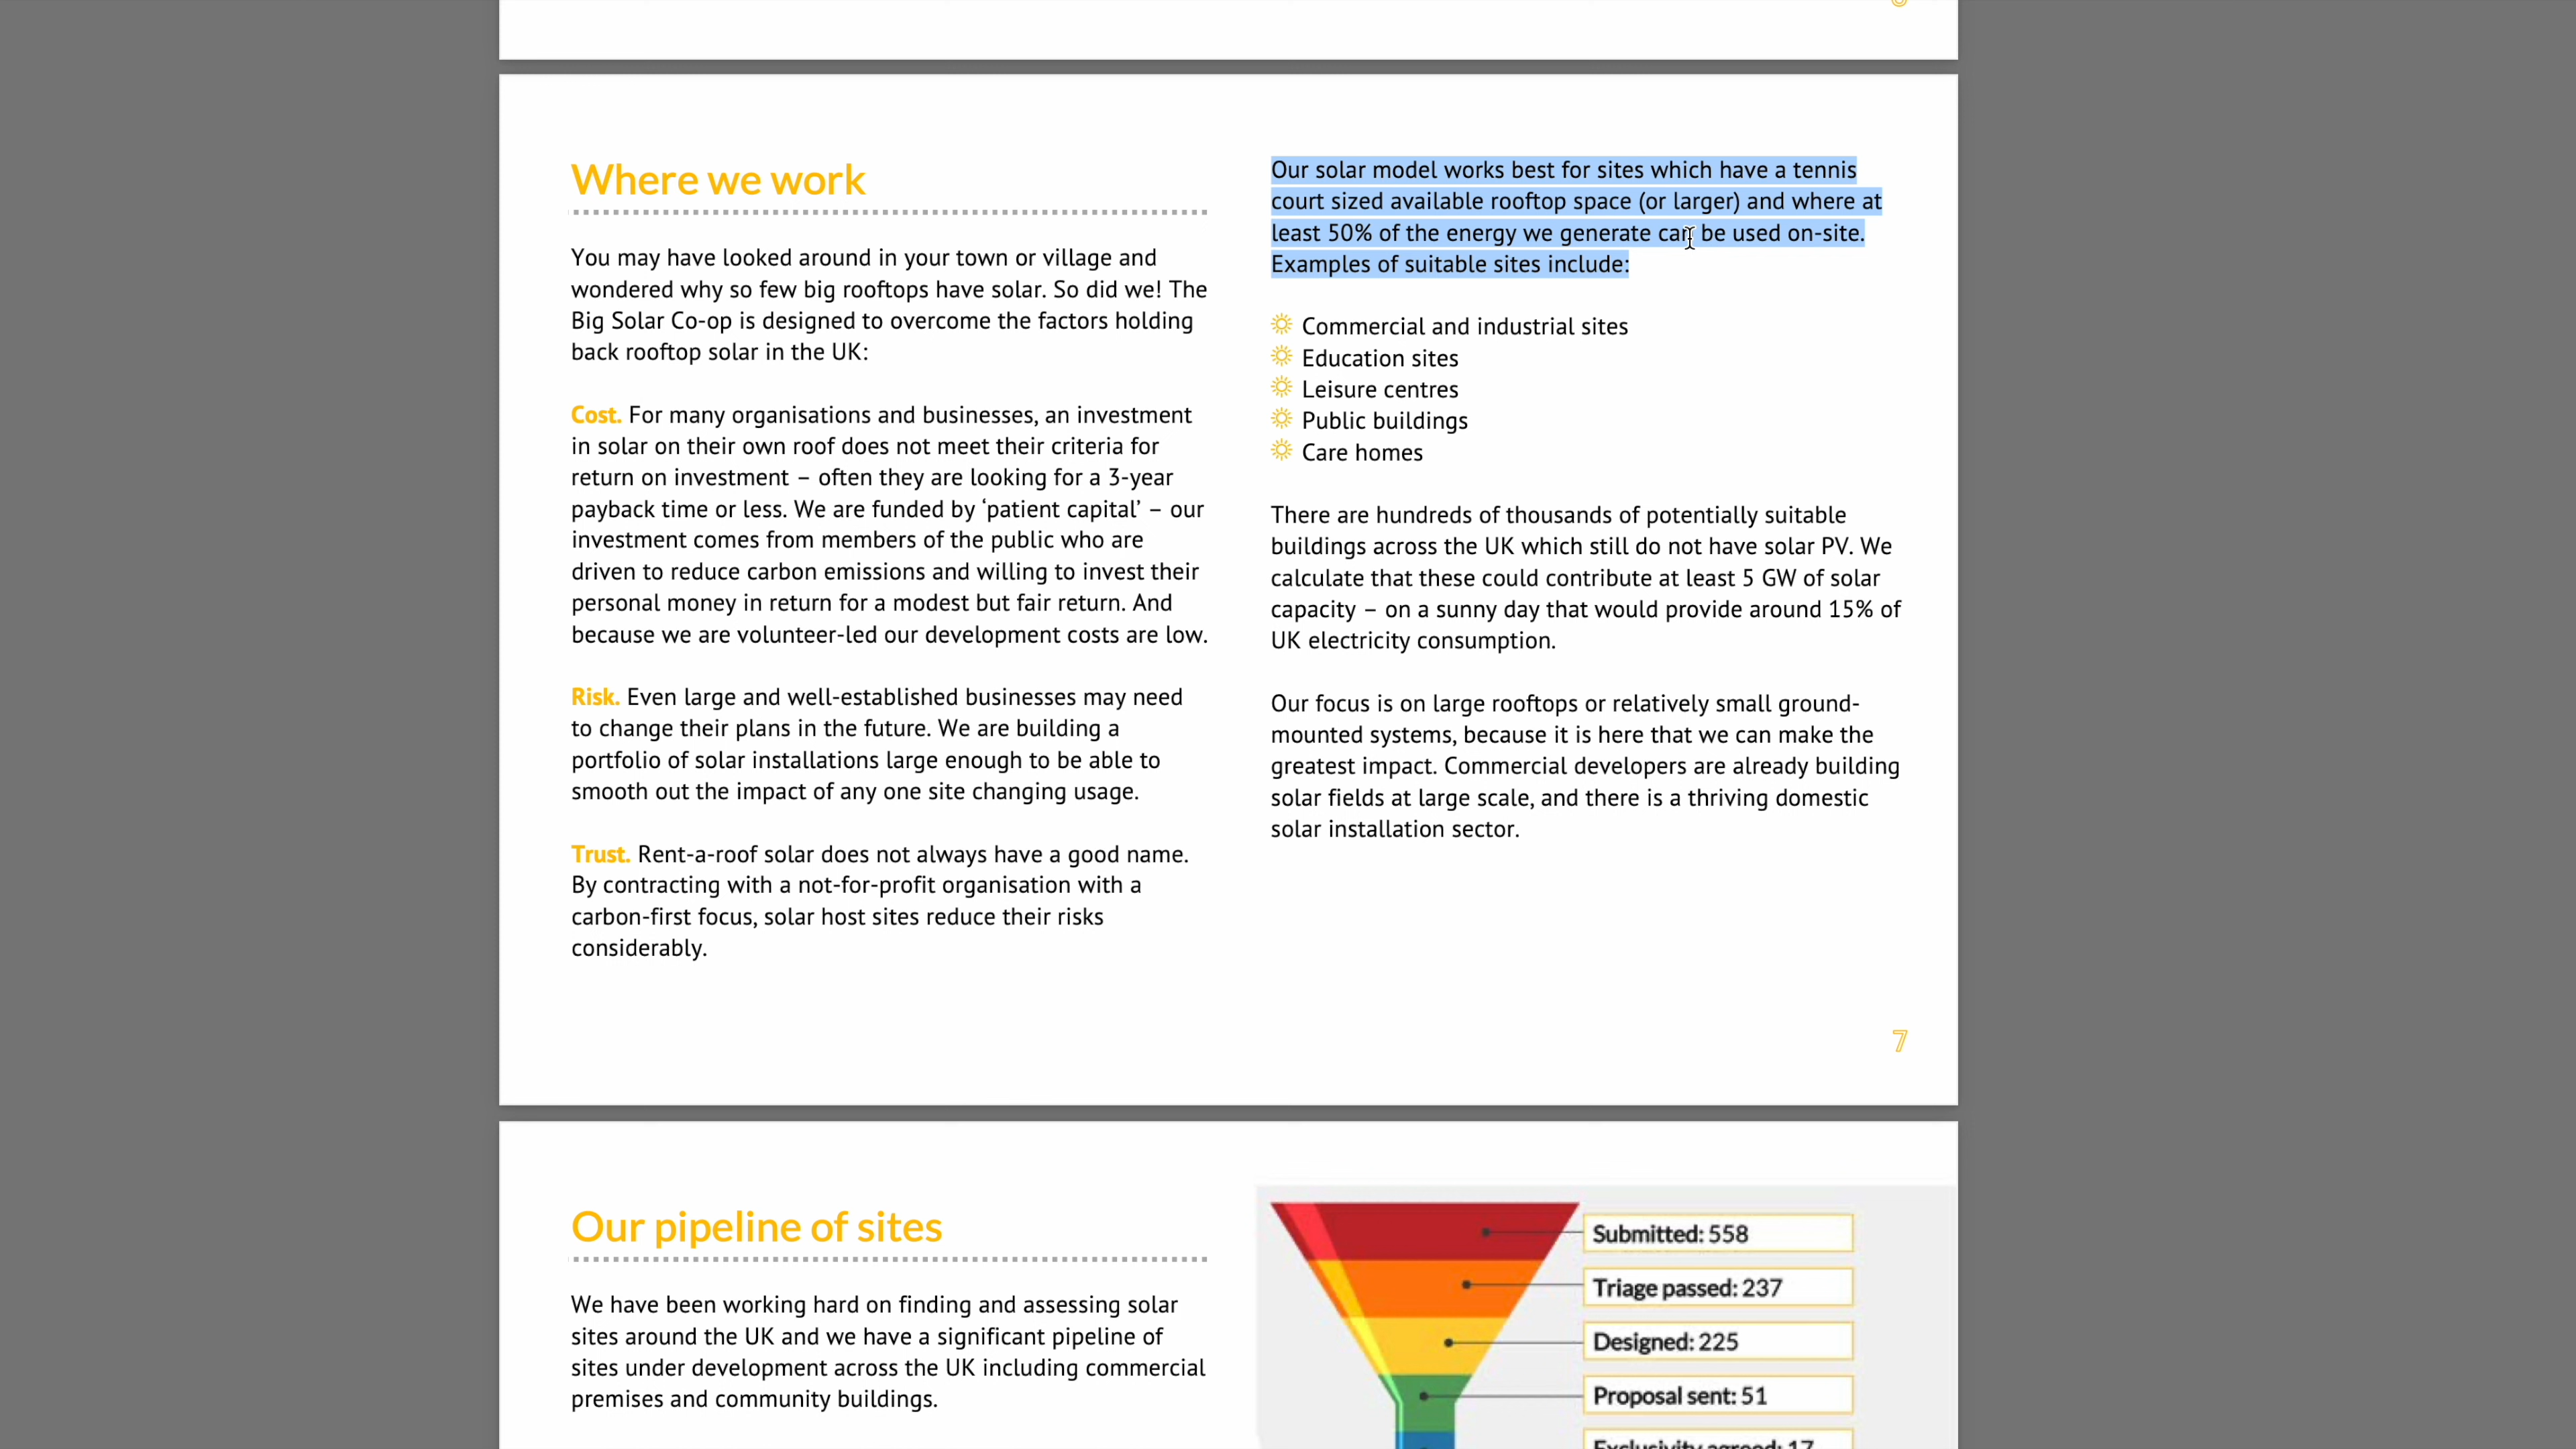 Where we work
You may have looked around in your town or village and
wondered why so few big rooftops have solar. So did we! The
Big Solar Co-op is designed to overcome the factors holding
back rooftop solar in the UK:
Cost. For many organisations and businesses, an investment
in solar on their own roof does not meet their criteria for
return on investment – often they are looking for a 3-year
payback time or less. We are funded by ‘patient capital’ – our
investment comes from members of the public who are
driven to reduce carbon emissions and willing to invest their
personal money in return for a modest but fair return. And
because we are volunteer-led our development costs are low.
Risk. Even large and well-established businesses may need
to change their plans in the future. We are building a
portfolio of solar installations large enough to be able to
smooth out the impact of any one site changing usage.
Trust. Rent-a-roof solar does not always have a good name.
By contracting with a not-for-profit organisation with a
carbon-first focus, solar host sites reduce their risks
considerably.
Our solar model works best for sites which have a tennis
court sized available rooftop space (or larger) and where at
least 50% of the energy we generate can be used on-site.
Examples of suitable sites include:
Commercial and industrial sites
Education sites
Leisure centres
Public buildings
Care homes
There are hundreds of thousands of potentially suitable
buildings across the UK which still do not have solar PV. We
calculate that these could contribute at least 5 GW of solar
capacity – on a sunny day that would provide around 15% of
UK electricity consumption.
Our focus is on large rooftops or relatively small ground-
mounted systems, because it is here that we can make the
greatest impact. Commercial developers are already building
solar fields at large scale, and there is a thriving domestic
solar installation sector.
7
Our pipeline of sites
We have been working hard on finding and assessing solar
sites around the UK and we have a significant pipeline of
sites under development across the UK including commercial
premises and community buildings.
Submitted: 558
Triage passed: 237
Designed: 225
Proposal sent: 51
Exclusivity agreed: 17